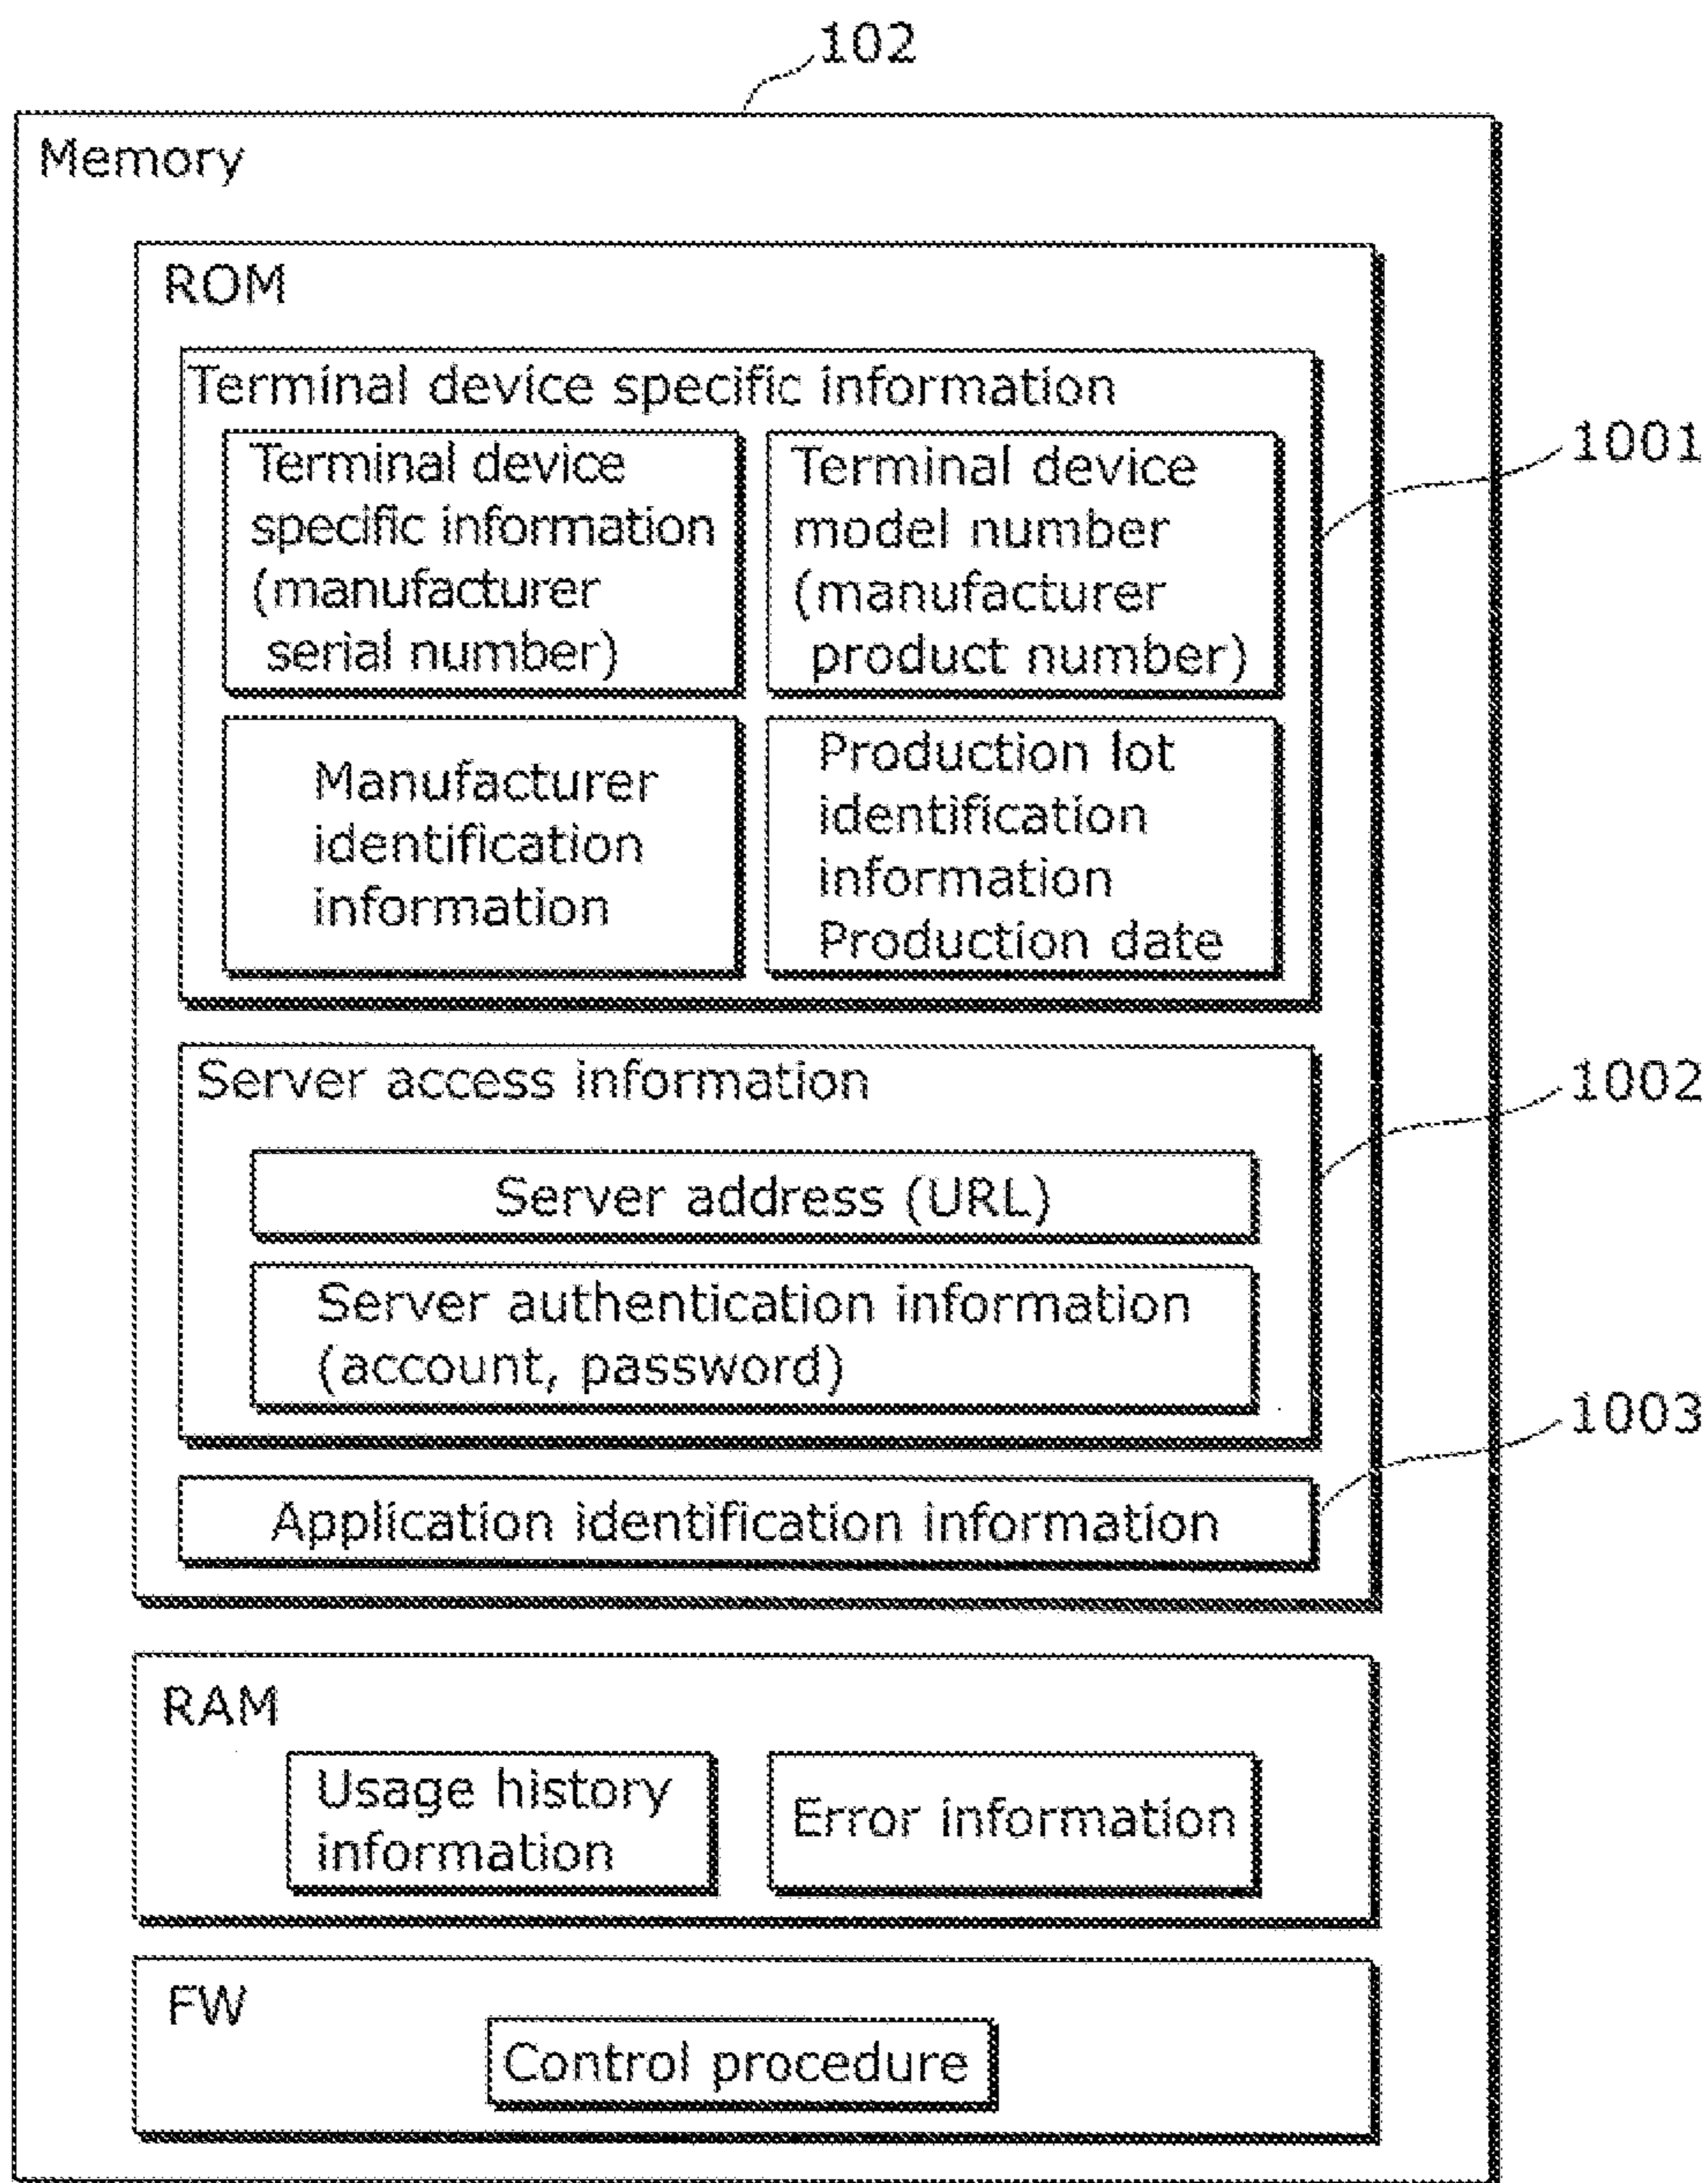 102
Memory
ROM
Terminal device specific information
Terminal device
specific information
(manufacturer
serial number)
Terminal device
model number
(manufacturer
product number)
1001
Manufacturer
identification
information
Production lot
identification
information
Production date
Server access information
1002
Server address (URL)
Server authentication information
(account, password)
1003
Application identification information
RAM
Usage history
information
Error information
FW
Control procedure